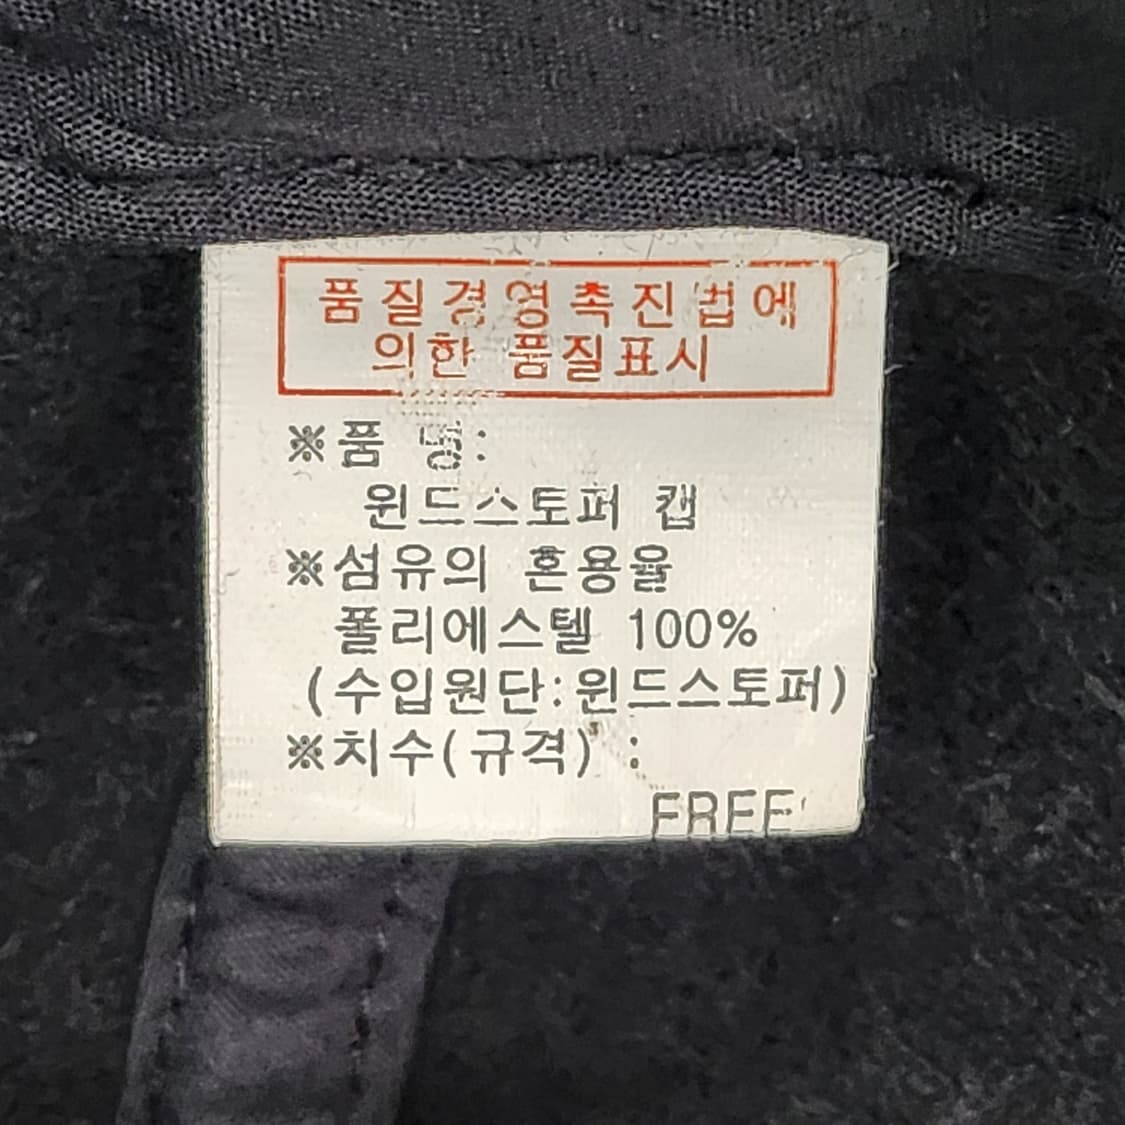 품질경영촉진법에
의한 품질표시
※품 명:
윈드스토퍼 캡
※섬유의 혼용율
폴리에스텔 100%
(수입원단:윈드스토퍼)
※치수(규격) :
FREE